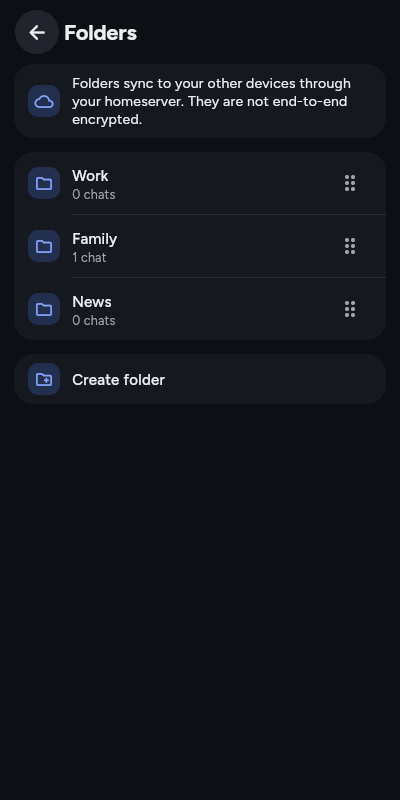 Folders
Folders sync to your other devices through
your homeserver. They are not end-to-end
encrypted.
Work
0 chats
Family
1 chat
News
0 chats
Create folder